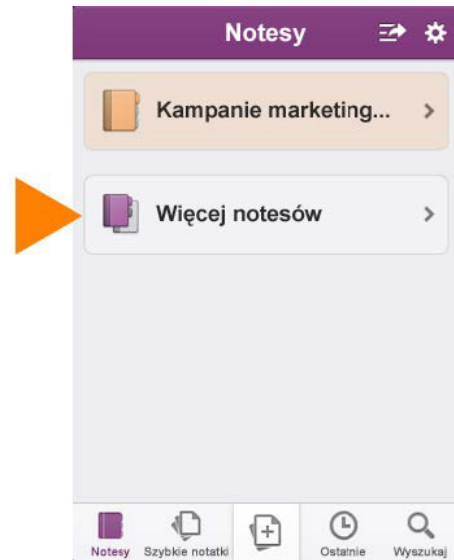 Notesy
Kampanie marketing...
Więcej notesów
Notesy Szybkie notatki Ostatnie Wyszukaj